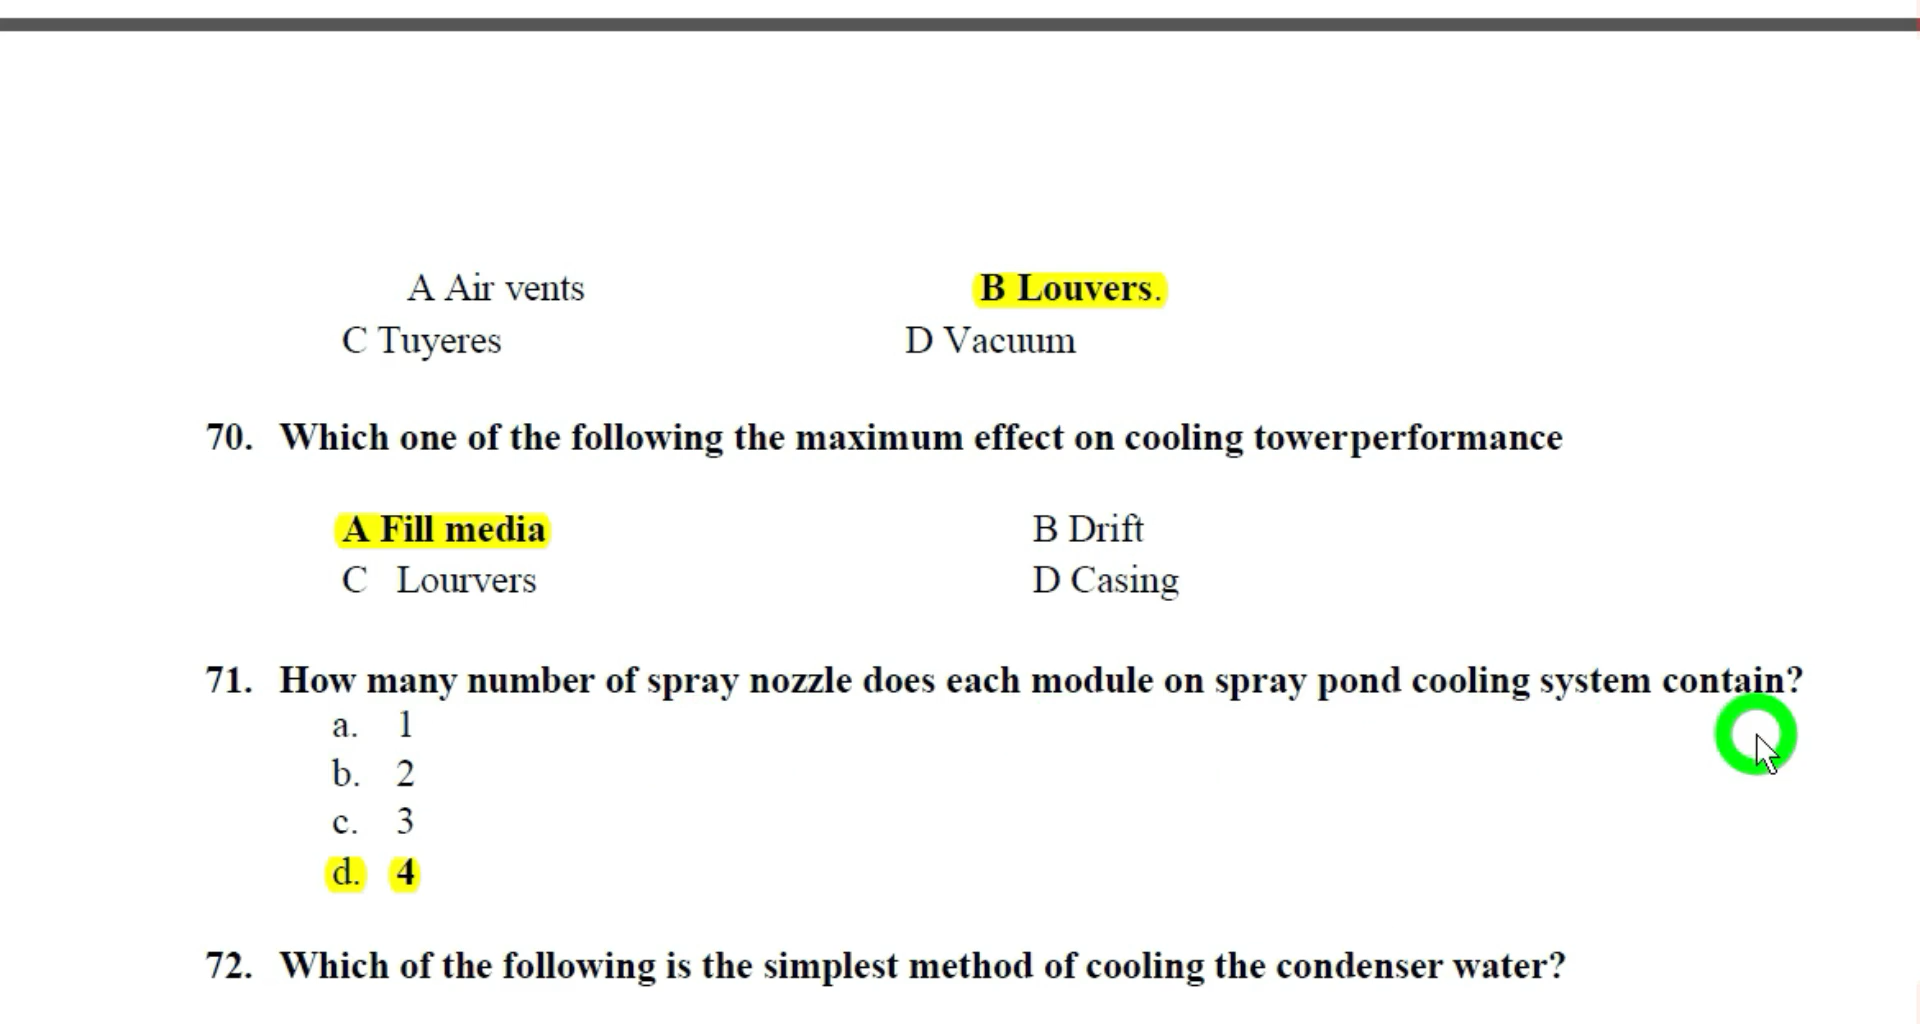 A Air vents B Louvers.
C Tuyeres D Vacuum
70. Which one of the following the maximum effect on cooling towerperformance
A Fill media B Drift
C Lourvers D Casing
71. How many number of spray nozzle does each module on spray pond cooling system contain?
a. 1
b. 2
c. 3
d. 4
72. Which of the following is the simplest method of cooling the condenser water?